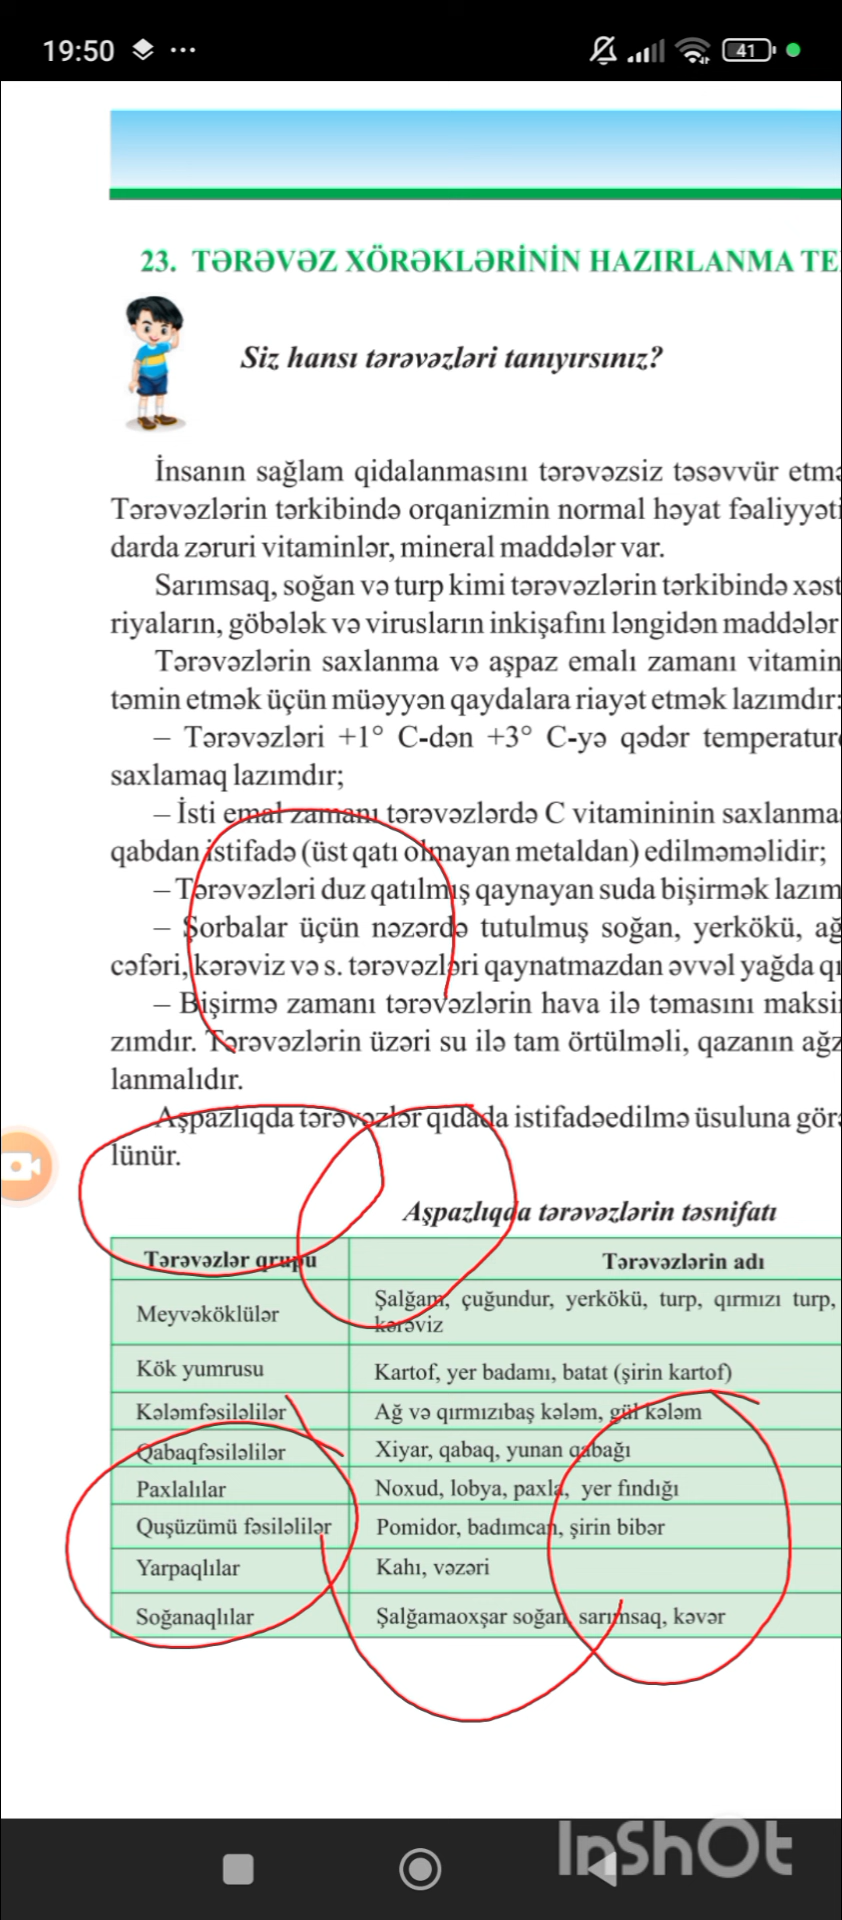 19:50
41
23. TƏRƏVƏZ XÖRƏKLƏRİNİN HAZIRLANMA TE
Siz hansı tərəvəzləri tanıyırsınız?
İnsanın sağlam qidalanmasını tərəvəzsiz təsəvvür etmə
Tərəvəzlərin tərkibində orqanizmin normal həyat fəaliyyəti
darda zəruri vitaminlər, mineral maddələr var.
Sarımsaq, soğan və turp kimi tərəvəzlərin tərkibində xəst
riyaların, göbələk və virusların inkişafını ləngidən maddələr
Tərəvəzlərin saxlanma və aşpaz emalı zamanı vitamin
təmin etmək üçün müəyyən qaydalara riayət etmək lazımdır:
– Tərəvəzləri +1° C-dən +3° C-yə qədər temperatur
saxlamaq lazımdır;
– İsti emal zamanı tərəvəzlərdə C vitamininin saxlanma
qabdan istifadə (üst qatı olmayan metaldan) edilməməlidir;
– Tərəvəzləri duz qatılmış qaynayan suda bişirmək lazım
– Şorbalar üçün nəzərdə tutulmuş soğan, yerkökü, ağ
cəfəri, kərəviz və s. tərəvəzləri qaynatmazdan əvvəl yağda qı
– Bişirmə zamanı tərəvəzlərin hava ilə təmasını maksi
zımdır. Tərəvəzlərin üzəri su ilə tam örtülməli, qazanın ağz
lanmalıdır.
Aşpazlıqda tərəvəzlər qidada istifadəedilmə üsuluna görə
lünür.
Aşpazlıqda tərəvəzlərin təsnifatı
Tərəvəzlər qrupu Tərəvəzlərin adı
Meyvəköklülər Şalğam, çuğundur, yerkökü, turp, qırmızı turp,
kərəviz
Kök yumrusu Kartof, yer badamı, batat (şirin kartof)
Kələmfəsiləlilər Ağ və qırmızıbaş kələm, gül kələm
Qabaqfəsiləlilər Xiyar, qabaq, yunan qabağı
Paxlalılar Noxud, lobya, paxla, yer fındığı
Quşüzümü fəsiləlilər Pomidor, badımcan, şirin bibər
Yarpaqlılar Kahı, vəzəri
Soğanaqlılar Şalğamaoxşar soğan, sarımsaq, kəvər
InShOt